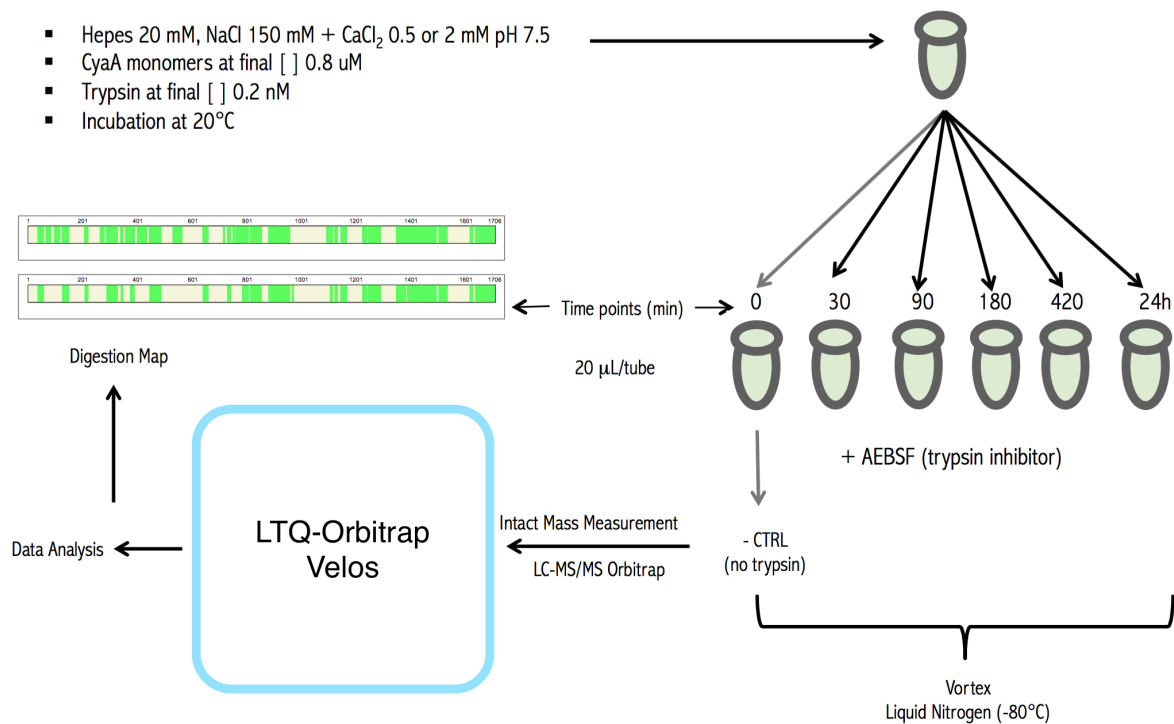 ▪ Hepes 20 mM, NaCl 150 mM + CaCl₂ 0.5 or 2 mM pH 7.5
▪ CyaA monomers at final [ ] 0.8 uM
▪ Trypsin at final [ ] 0.2 nM
▪ Incubation at 20°C
1 201 401 601 801 1001 1201 1401 1601 1706
1 201 401 601 801 1001 1201 1401 1601 1706
Time points (min)
0 30 90 180 420 24h
Digestion Map
20 µL/tube
+ AEBSF (trypsin inhibitor)
LTQ-Orbitrap
Velos
Intact Mass Measurement
LC-MS/MS Orbitrap
Data Analysis
- CTRL
(no trypsin)
Vortex
Liquid Nitrogen (-80°C)